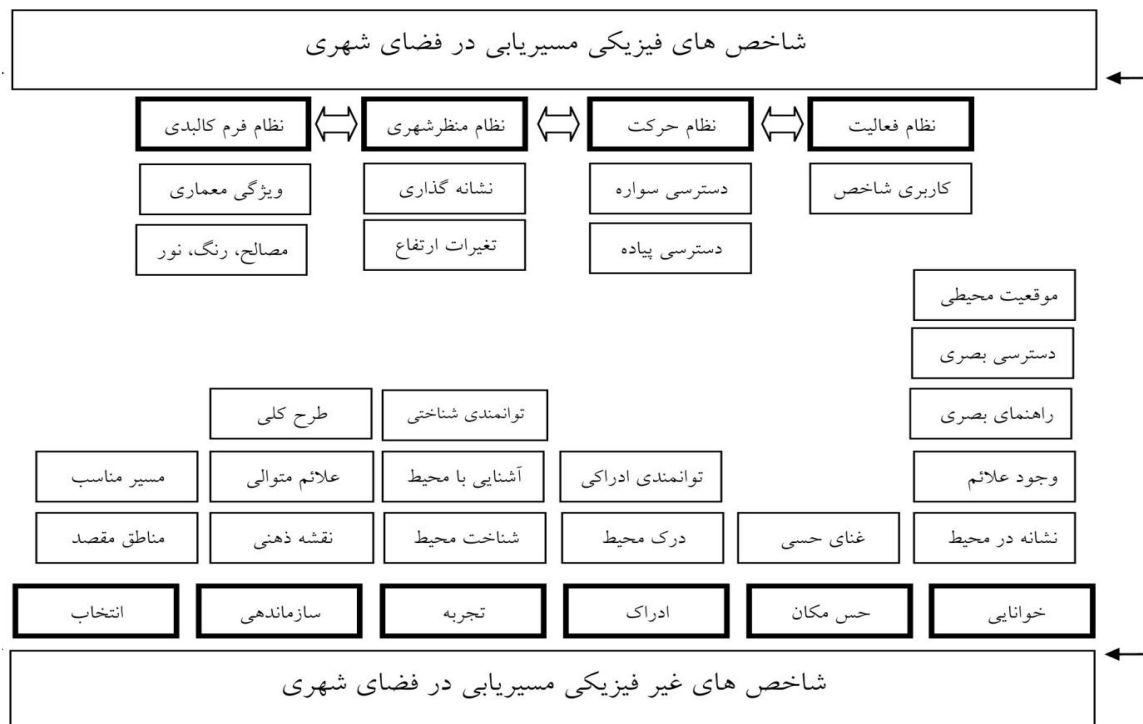 شاخص های فیزیکی مسیریابی در فضای شهری
نظام فعالیت
نظام حرکت
نظام منظرشهری
نظام فرم کالبدی
کاربری شاخص
دسترسی سواره
نشانه گذاری
ویژگی معماری
دسترسی پیاده
تغیرات ارتفاع
مصالح، رنگ، نور
موقعیت محیطی
دسترسی بصری
راهنمای بصری
توانمندی شناختی
طرح کلی
وجود علائم
توانمندی ادراکی
آشنایی با محیط
علائم متوالی
مسیر مناسب
نشانه در محیط
غنای حسی
درک محیط
شناخت محیط
نقشه ذهنی
مناطق مقصد
خوانایی
حس مکان
ادراک
تجربه
سازماندهی
انتخاب
شاخص های غیر فیزیکی مسیریابی در فضای شهری